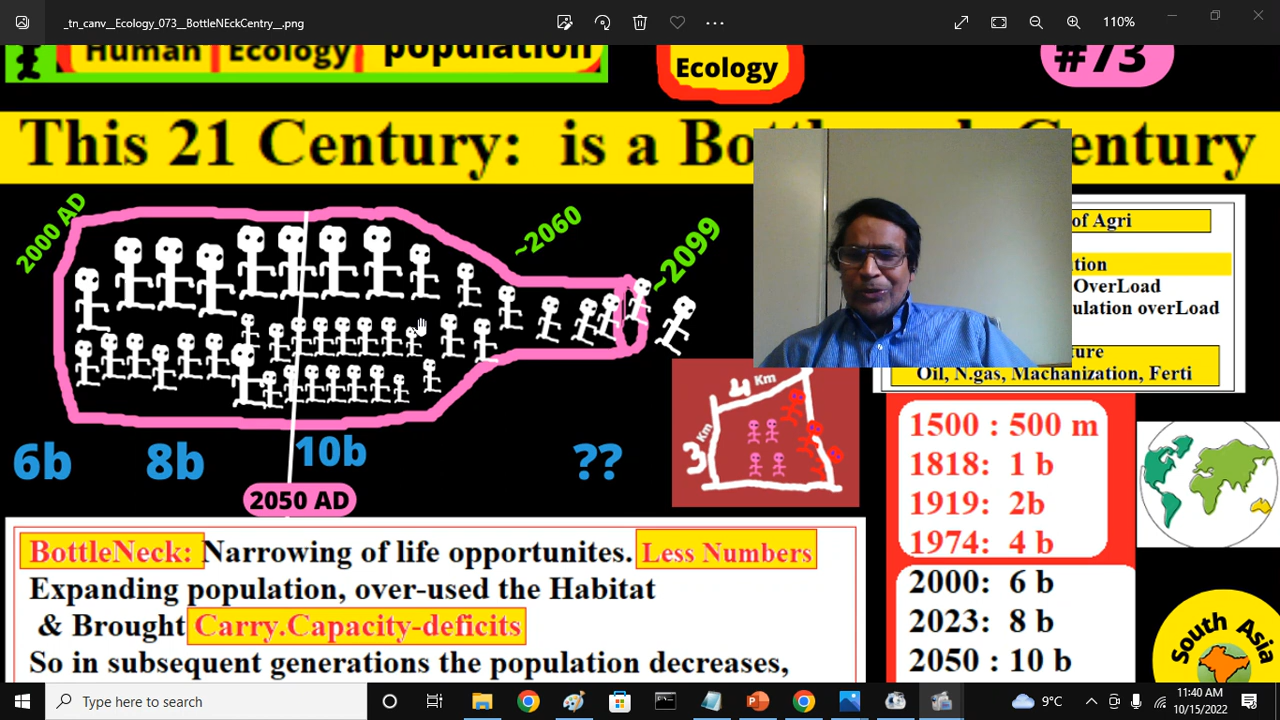 _tn_canv__Ecology_073__BottleNEckCentry__.png
110%
Human Ecology population
Ecology
#73
This 21 Century: is a Bo entury
2000 AD
~2060
~2099
of Agri
OverLoad
pulation overLoad
Oil, N.gas, Machanization, Ferti
6b 8b 10b ??
2050 AD
4 Km
3 Km
1500 : 500 m
1818: 1 b
1919: 2b
1974: 4 b
2000: 6 b
2023: 8 b
2050 : 10 b
South Asia
BottleNeck: Narrowing of life opportunites. Less Numbers
Expanding population, over-used the Habitat
& Brought Carry.Capacity-deficits
So in subsequent generations the population decreases,
Type here to search
9°C
11:40 AM
10/15/2022